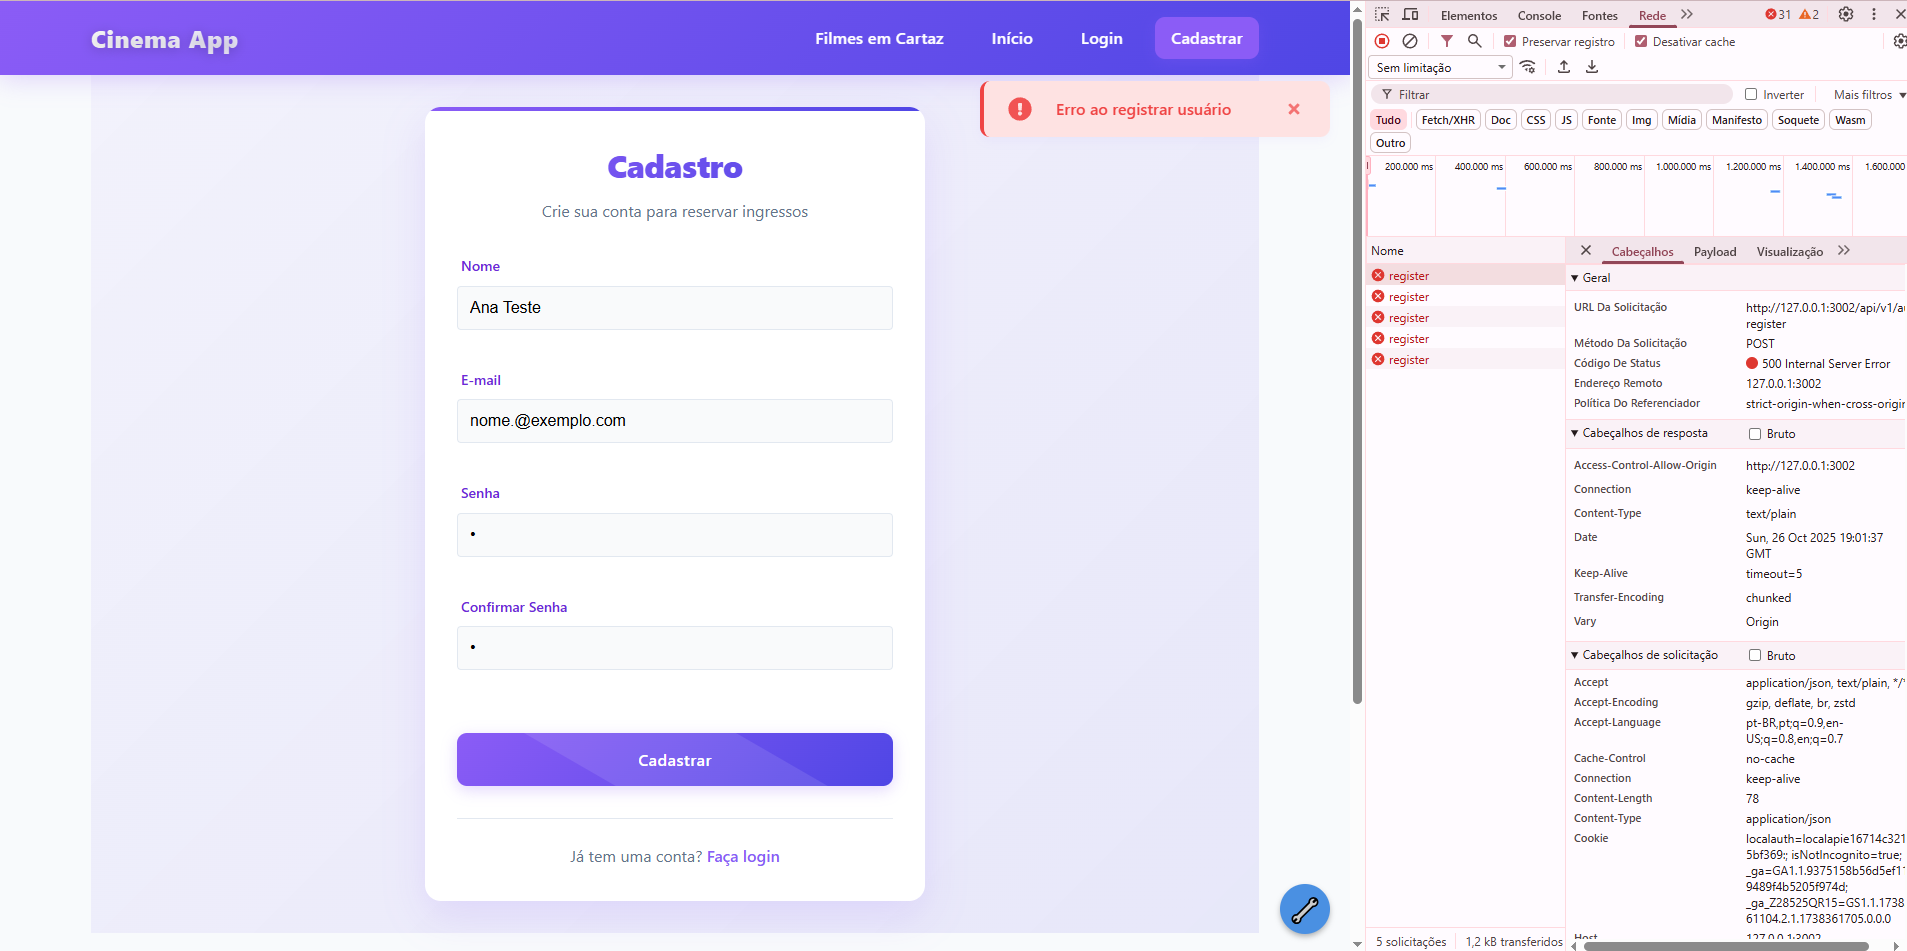 Cinema App
Filmes em Cartaz
Início
Login
Cadastrar
Erro ao registrar usuário
Cadastro
Crie sua conta para reservar ingressos
Nome
Ana Teste
E-mail
nome.@exemplo.com
Senha
•
Confirmar Senha
•
Cadastrar
Já tem uma conta? Faça login
Elementos
Console
Fontes
Rede
31
2
Preservar registro
Desativar cache
Sem limitação
Filtrar
Inverter
Mais filtros
Tudo
Fetch/XHR
Doc
CSS
JS
Fonte
Img
Mídia
Manifesto
Soquete
Wasm
Outro
200.000 ms
400.000 ms
600.000 ms
800.000 ms
1.000.000 ms
1.200.000 ms
1.400.000 ms
1.600.000
Nome
register
register
register
register
register
5 solicitações
1,2 kB transferidos
Cabeçalhos
Payload
Visualização
Geral
URL Da Solicitação
http://127.0.0.1:3002/api/v1/a
register
Método Da Solicitação
POST
Código De Status
500 Internal Server Error
Endereço Remoto
127.0.0.1:3002
Política Do Referenciador
strict-origin-when-cross-origin
Cabeçalhos de resposta
Bruto
Access-Control-Allow-Origin
http://127.0.0.1:3002
Connection
keep-alive
Content-Type
text/plain
Date
Sun, 26 Oct 2025 19:01:37
GMT
Keep-Alive
timeout=5
Transfer-Encoding
chunked
Vary
Origin
Cabeçalhos de solicitação
Bruto
Accept
application/json, text/plain, */*
Accept-Encoding
gzip, deflate, br, zstd
Accept-Language
pt-BR,pt;q=0.9,en-
US;q=0.8,en;q=0.7
Cache-Control
no-cache
Connection
keep-alive
Content-Length
78
Content-Type
application/json
Cookie
localauth=localapie16714c321
5bf369:; isNotIncognito=true;
_ga=GA1.1.9375158b56d5ef1
9489f4b5205f974d;
_ga_Z28525QR15=GS1.1.1738
61104.2.1.1738361705.0.0.0
Host
127.0.0.1:3002